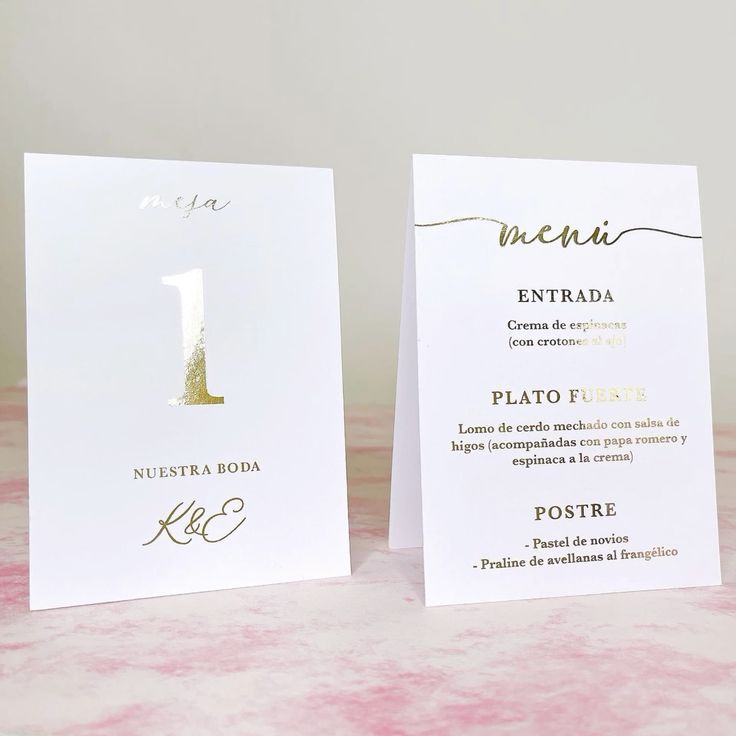 mesa
1
NUESTRA BODA
K&E
menú
ENTRADA
Crema de espinacas
(con crotones al ajo)
PLATO FUERTE
Lomo de cerdo mechado con salsa de
higos (acompañadas con papa romero y
espinaca a la crema)
POSTRE
- Pastel de novios
- Praline de avellanas al frangélico